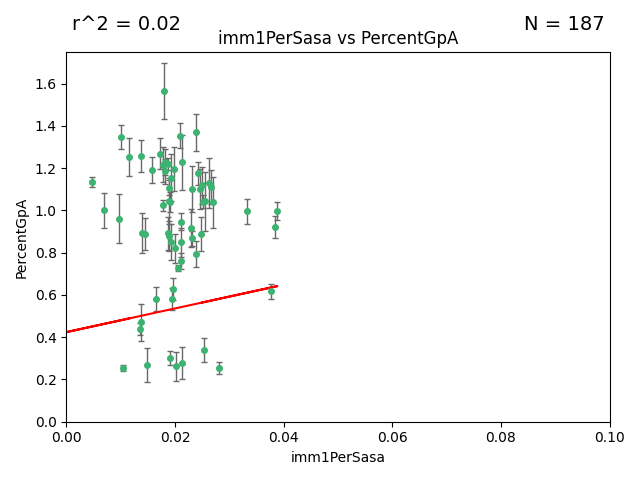 r^2 = 0.02
N = 187
imm1PerSasa vs PercentGpA
PercentGpA
1.6
1.4
1.2
1.0
0.8
0.6
0.4
0.2
0.0
0.00 0.02 0.04 0.06 0.08 0.10
imm1PerSasa